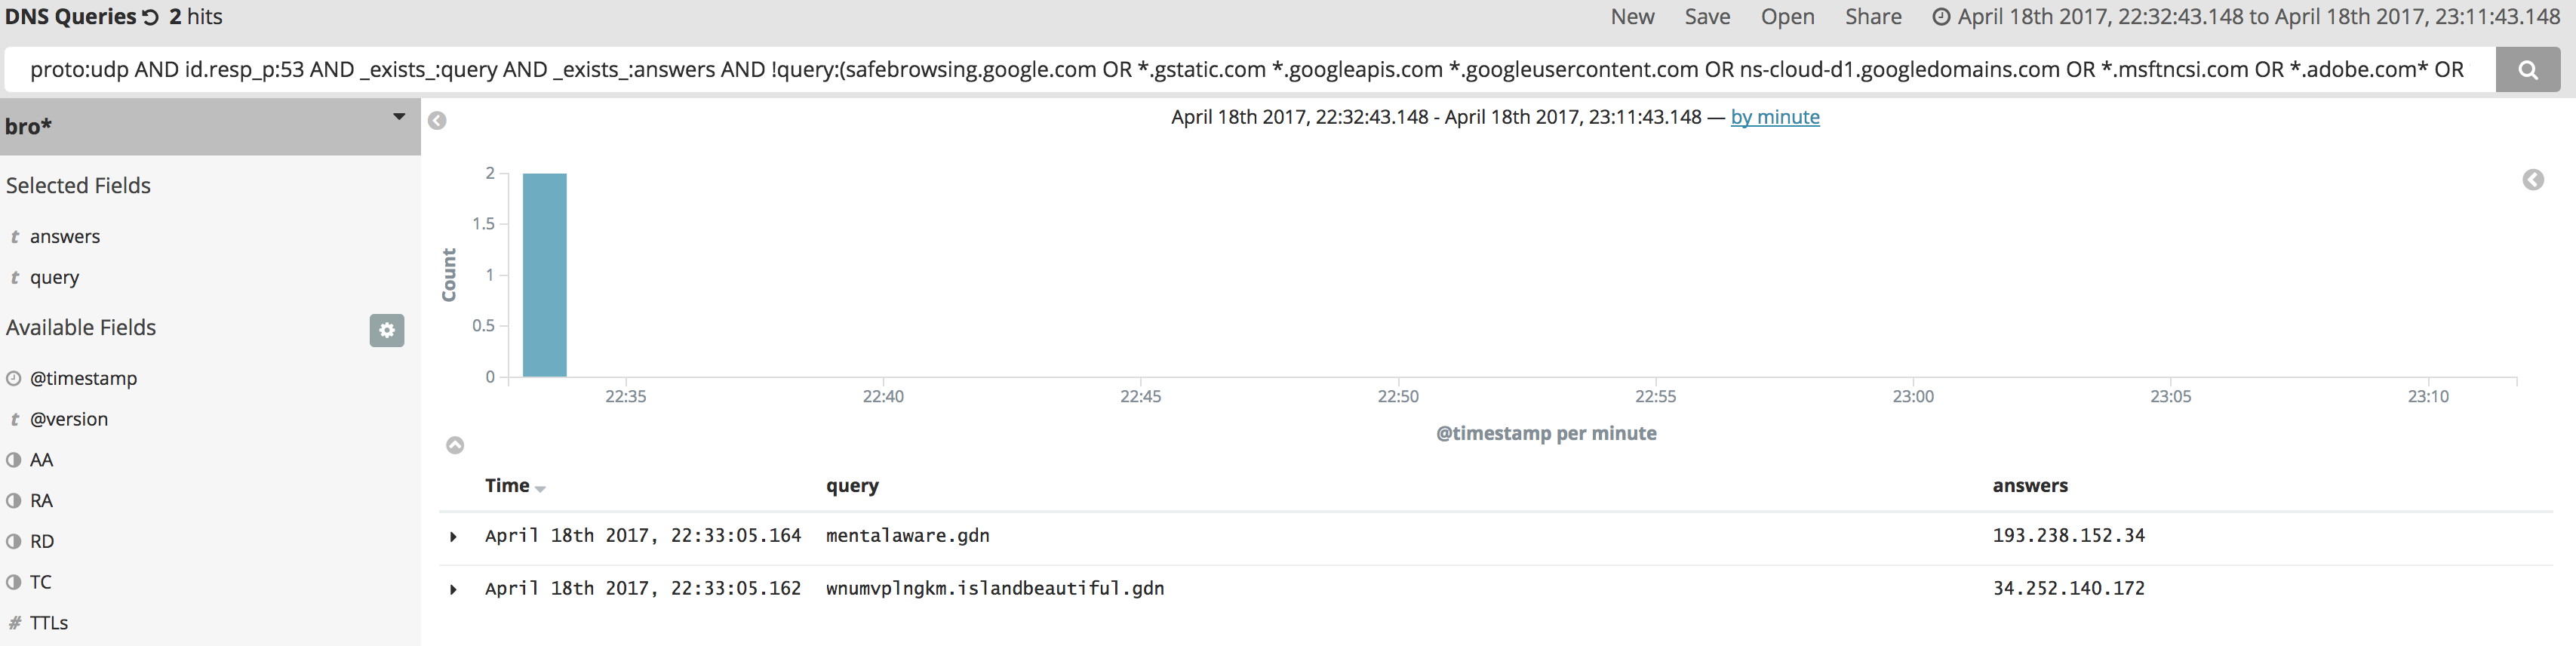 DNS Queries 2 hits
New Save Open Share April 18th 2017, 22:32:43.148 to April 18th 2017, 23:11:43.148
proto:udp AND id.resp_p:53 AND _exists_:query AND _exists_:answers AND !query:(safebrowsing.google.com OR *.gstatic.com *.googleapis.com *.googleusercontent.com OR ns-cloud-d1.googledomains.com OR *.msftncsi.com OR *.adobe.com* OR
bro*
Selected Fields
t answers
t query
Available Fields
@timestamp
t @version
AA
RA
RD
TC
# TTLs
April 18th 2017, 22:32:43.148 - April 18th 2017, 23:11:43.148 — by minute
Count
2
1.5
1
0.5
0
22:35 22:40 22:45 22:50 22:55 23:00 23:05 23:10
@timestamp per minute
Time query answers
April 18th 2017, 22:33:05.164 mentalaware.gdn 193.238.152.34
April 18th 2017, 22:33:05.162 wnumvplngkm.islandbeautiful.gdn 34.252.140.172